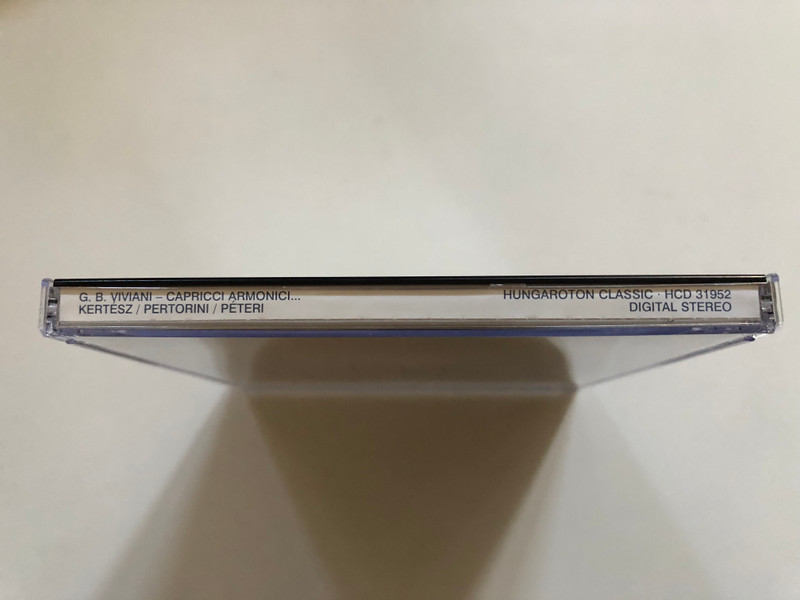 G. B. VIVIANI – CAPRICCI ARMONICI...
KERTÉSZ / PERTORINI / PÉTERI
HUNGAROTON CLASSIC · HCD 31952
DIGITAL STEREO